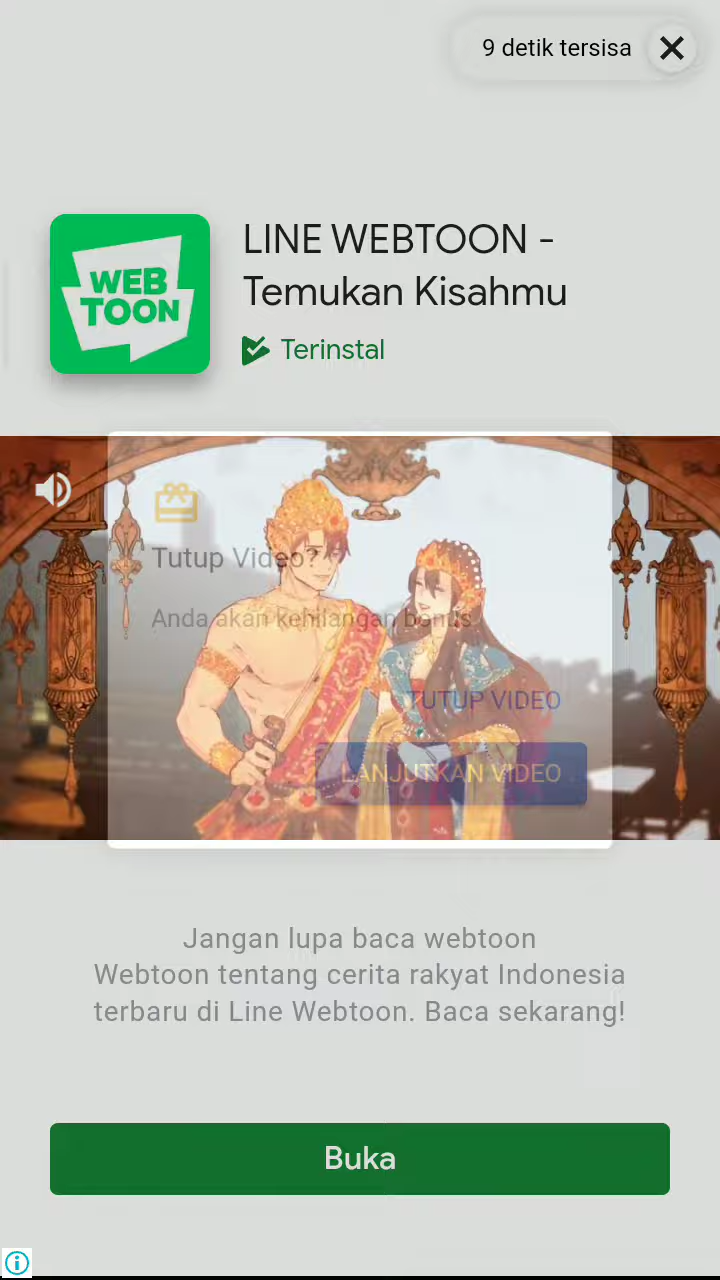 9 detik tersisa
WEB
TOON
LINE WEBTOON -
Temukan Kisahmu
Terinstal
Tutup Video?
Anda akan kehilangan bonus
TUTUP VIDEO
LANJUTKAN VIDEO
Jangan lupa baca webtoon
Webtoon tentang cerita rakyat Indonesia
terbaru di Line Webtoon. Baca sekarang!
Buka